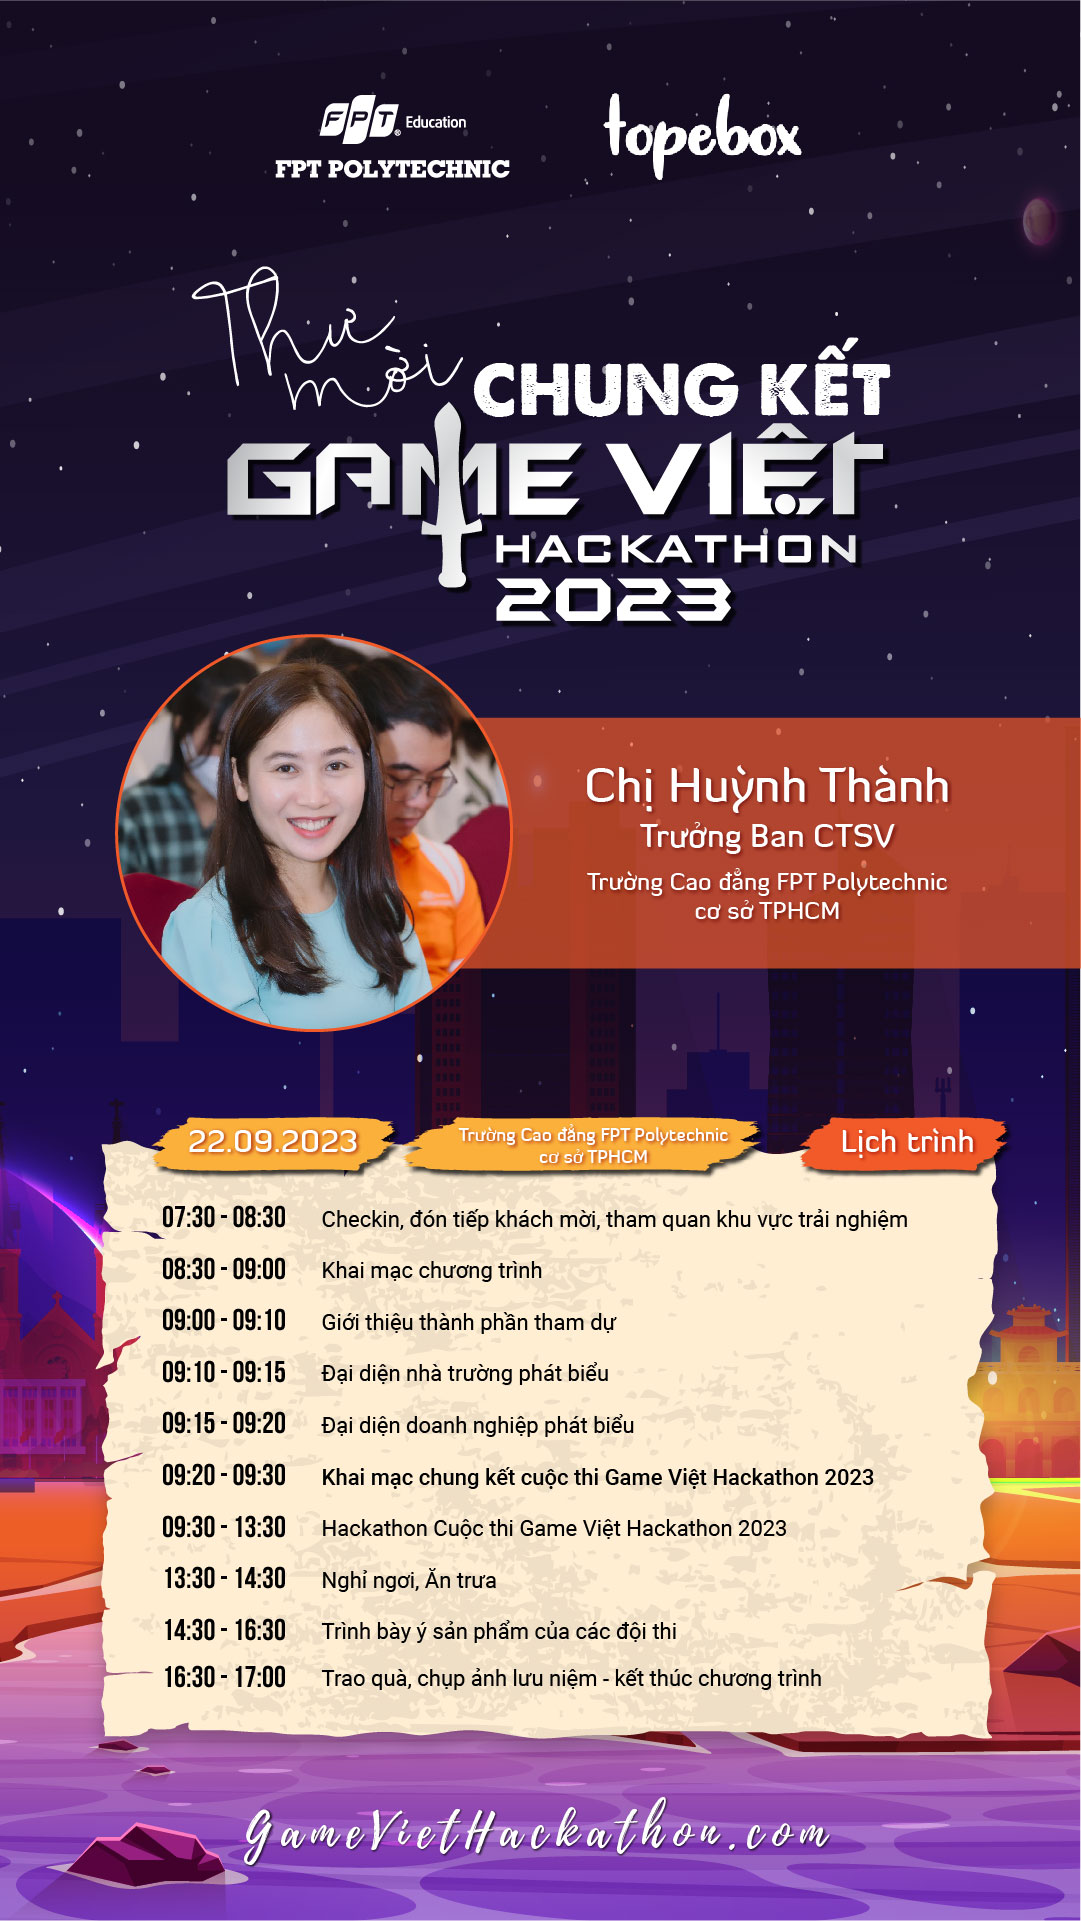 FPT Education
FPT POLYTECHNIC
topebox
Thư mời
CHUNG KẾT
GAME VIỆT
HACKATHON
2023
Chị Huỳnh Thành
Trưởng Ban CTSV
Trường Cao đẳng FPT Polytechnic
cơ sở TPHCM
22.09.2023
Trường Cao đẳng FPT Polytechnic
cơ sở TPHCM
Lịch trình
07:30 - 08:30 Checkin, đón tiếp khách mời, tham quan khu vực trải nghiệm
08:30 - 09:00 Khai mạc chương trình
09:00 - 09:10 Giới thiệu thành phần tham dự
09:10 - 09:15 Đại diện nhà trường phát biểu
09:15 - 09:20 Đại diện doanh nghiệp phát biểu
09:20 - 09:30 Khai mạc chung kết cuộc thi Game Việt Hackathon 2023
09:30 - 13:30 Hackathon Cuộc thi Game Việt Hackathon 2023
13:30 - 14:30 Nghỉ ngơi, Ăn trưa
14:30 - 16:30 Trình bày ý sản phẩm của các đội thi
16:30 - 17:00 Trao quà, chụp ảnh lưu niệm - kết thúc chương trình
GameVietHackathon.com